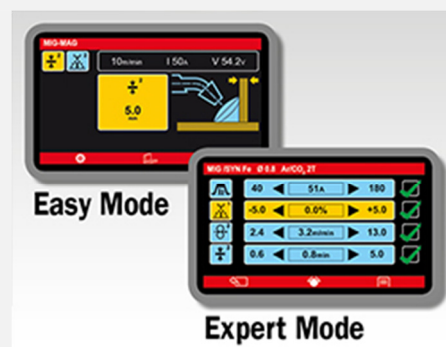 MIG-MAG
10m/min I 50A V 54.2V
5.0
mm
Easy Mode
MIG /SYN Fe Ø 0.8 Ar/CO2 2T
40 51A 180
-5.0 0.0% +5.0
2.4 3.2m/min 13.0
0.6 0.8mm 5.0
Expert Mode